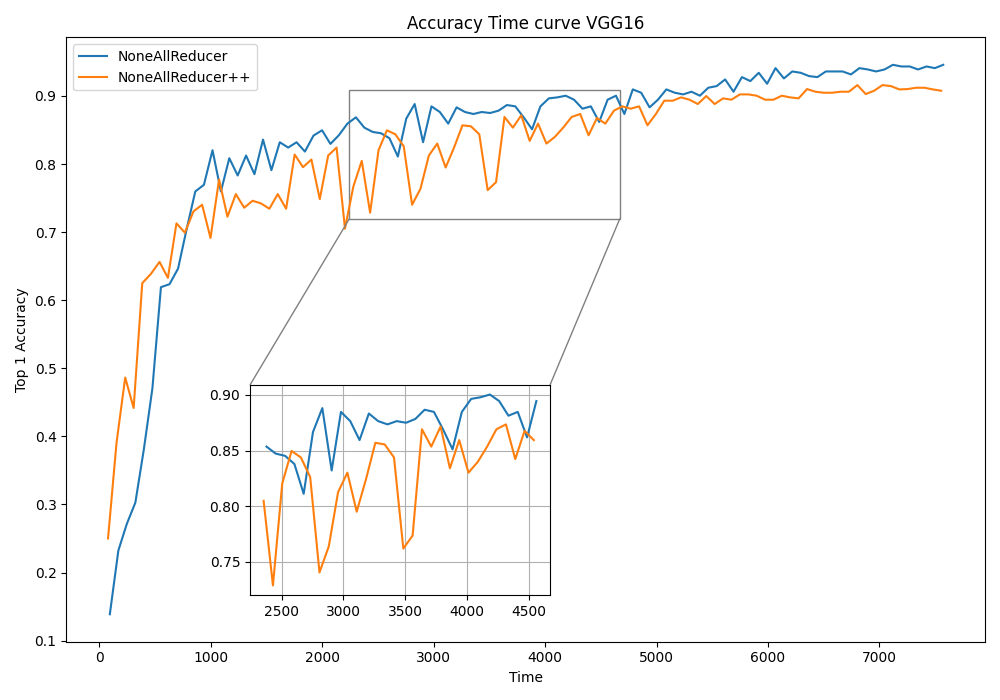 Accuracy Time curve VGG16
NoneAllReducer
NoneAllReducer++
Top 1 Accuracy
0.9
0.8
0.7
0.6
0.5
0.4
0.3
0.2
0.1
0.90
0.85
0.80
0.75
2500 3000 3500 4000 4500
0 1000 2000 3000 4000 5000 6000 7000
Time